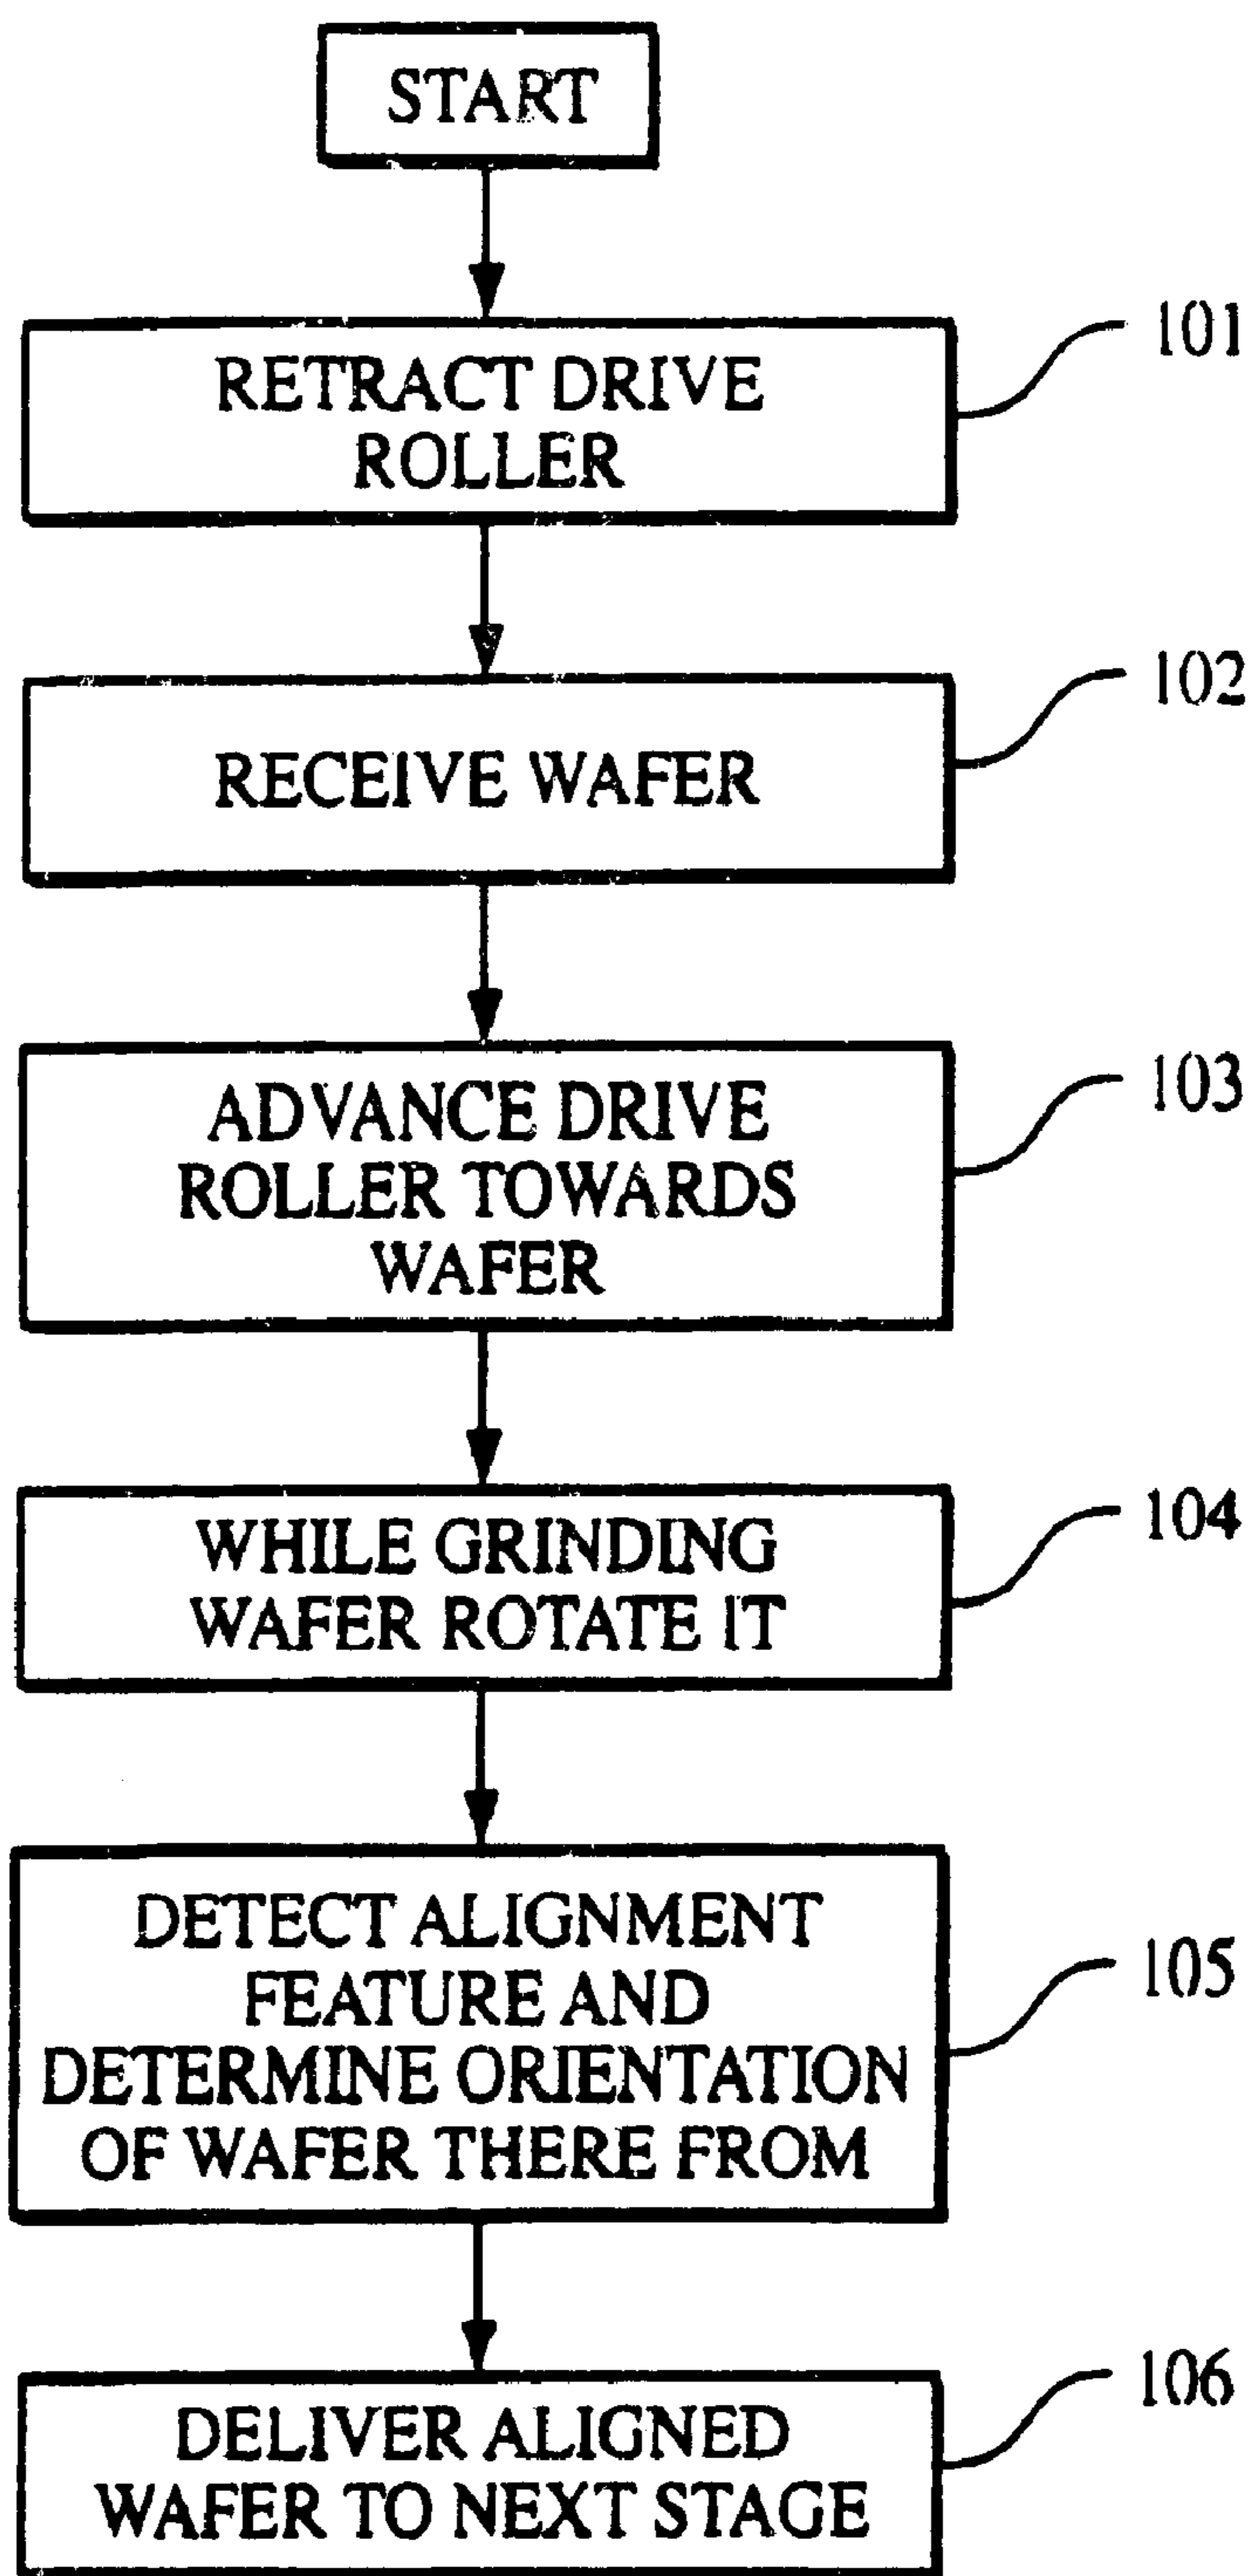 START
RETRACT DRIVE
ROLLER
101
RECEIVE WAFER
102
ADVANCE DRIVE
ROLLER TOWARDS
WAFER
103
WHILE GRINDING
WAFER ROTATE IT
104
DETECT ALIGNMENT
FEATURE AND
DETERMINE ORIENTATION
OF WAFER THERE FROM
105
DELIVER ALIGNED
WAFER TO NEXT STAGE
106